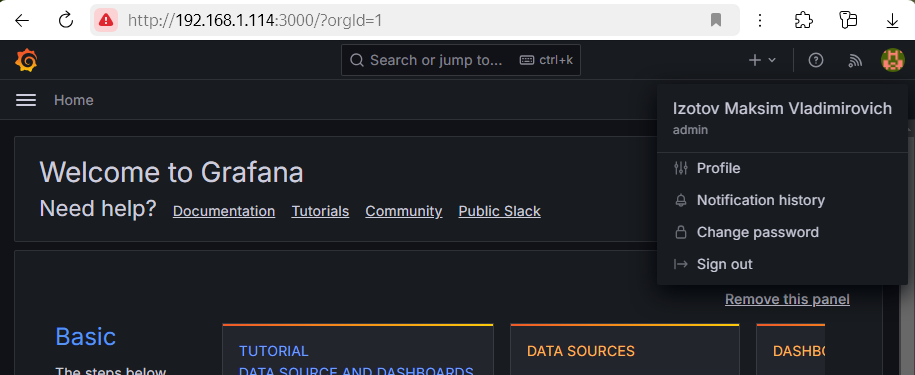 http://192.168.1.114:3000/?orgId=1
Search or jump to... ctrl+k
Home
Izotov Maksim Vladimirovich
admin
Profile
Notification history
Change password
Sign out
Welcome to Grafana
Need help? Documentation Tutorials Community Public Slack
Remove this panel
Basic
The steps below
TUTORIAL
DATA SOURCE AND DASHBOARDS
DATA SOURCES
DASHBO